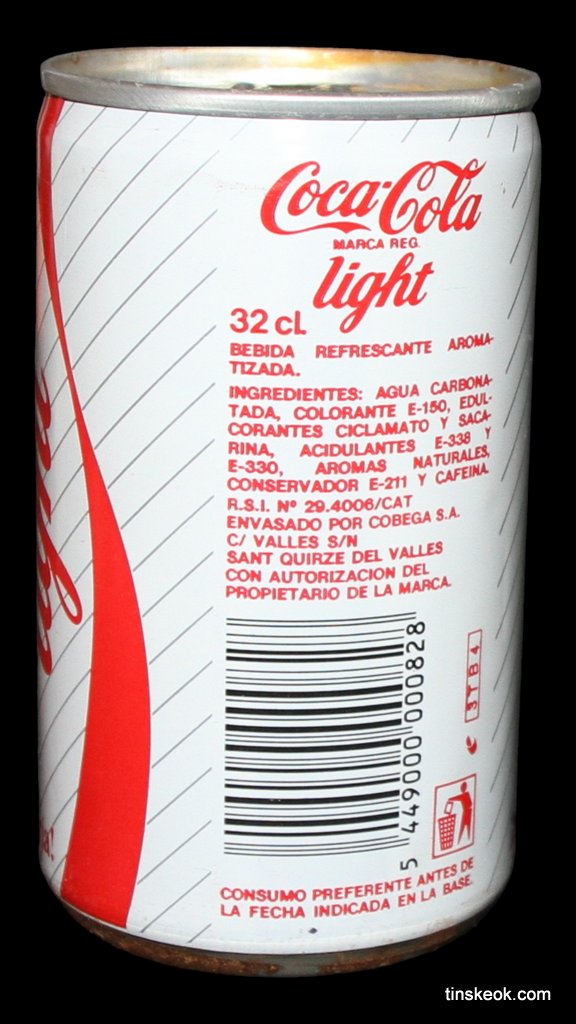 Coca-Cola
MARCA REG.
light
32 cl.
BEBIDA REFRESCANTE AROMA-
TIZADA.
INGREDIENTES: AGUA CARBONA-
TADA, COLORANTE E-150, EDUL-
CORANTES CICLAMATO Y SACA-
RINA, ACIDULANTES E-338 Y
E-330, AROMAS NATURALES,
CONSERVADOR E-211 Y CAFEINA.
R.S.I. Nº 29.4006/CAT
ENVASADO POR COBEGA S.A.
C/ VALLES S/N
SANT QUIRZE DEL VALLES
CON AUTORIZACION DEL
PROPIETARIO DE LA MARCA.
5 449000 000828
3TB4
CONSUMO PREFERENTE ANTES DE
LA FECHA INDICADA EN LA BASE.
tinskeok.com